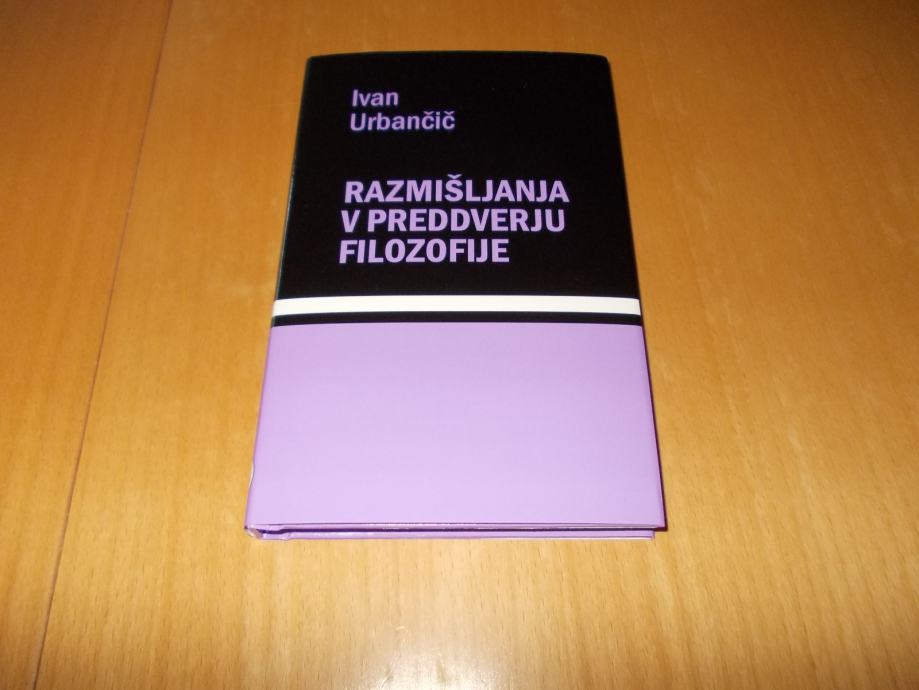 Ivan
Urbančič
RAZMIŠLJANJA
V PREDDVERJU
FILOZOFIJE